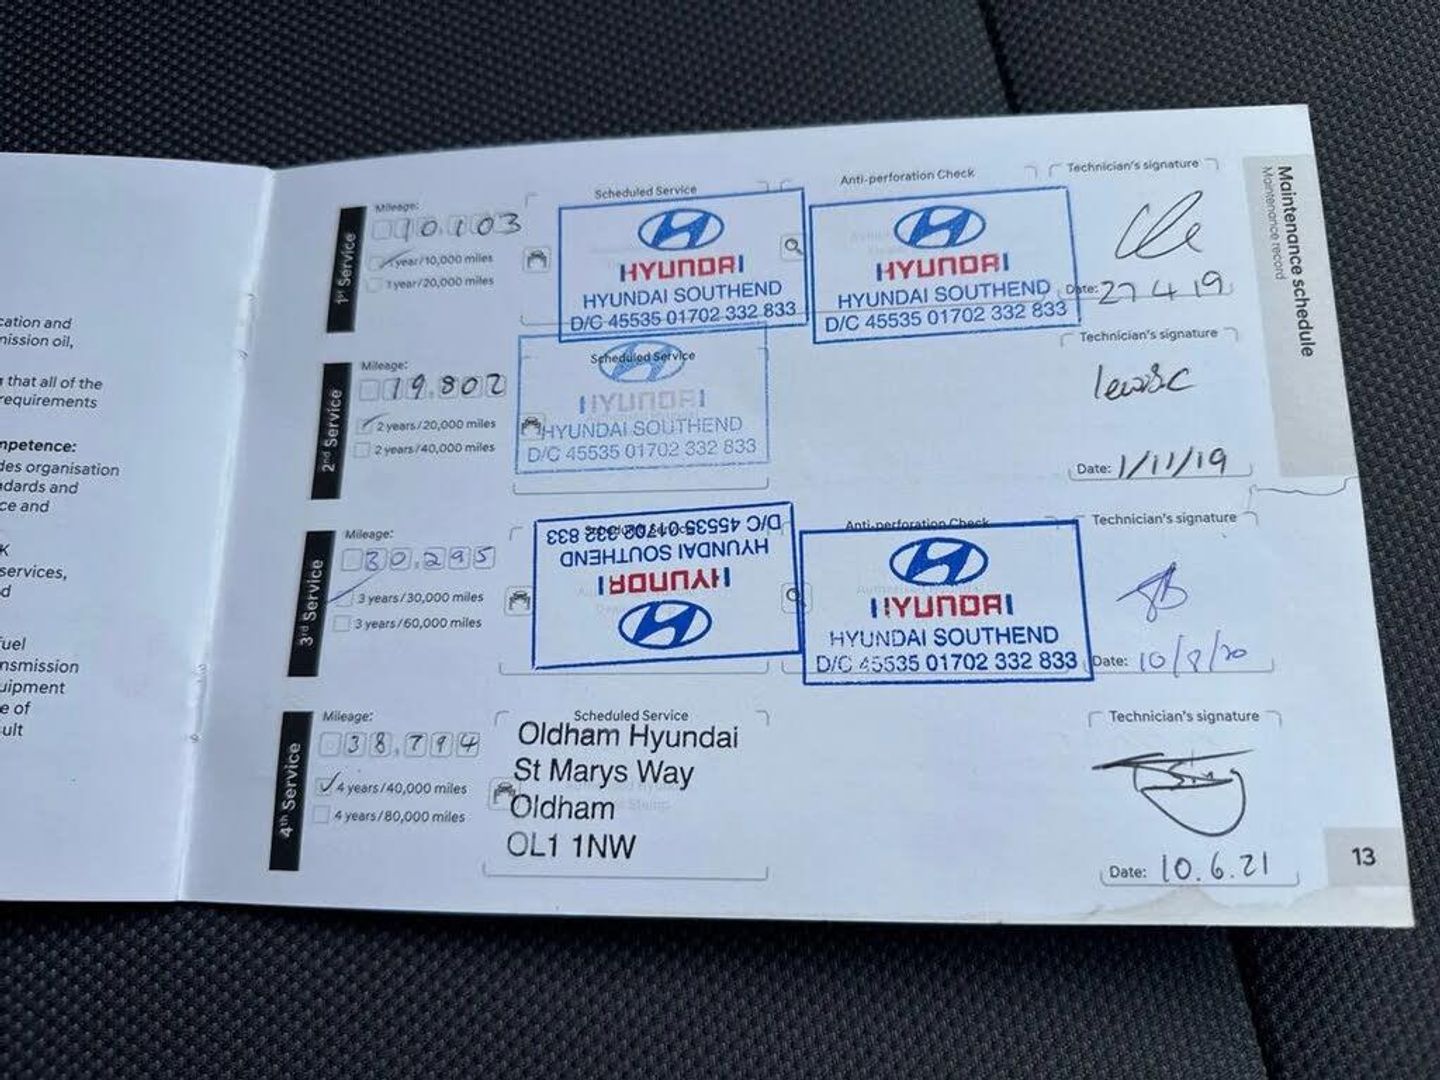 cation and
nission oil,
that all of the
requirements
mpetence:
des organisation
ndards and
ce and
K
services,
d
fuel
nsmission
uipment
e of
ult
Maintenance schedule
Maintenance record
1st Service
Mileage:
10,103
1 year/10,000 miles
1 year/20,000 miles
Scheduled Service
HYUNDAI
HYUNDAI SOUTHEND
D/C 45535 01702 332 833
Anti-perforation Check
HYUNDAI
HYUNDAI SOUTHEND
D/C 45535 01702 332 833
Technician's signature
Date: 27 4 19
2nd Service
Mileage:
19.802
2 years/20,000 miles
2 years/40,000 miles
Scheduled Service
HYUNDAI
HYUNDAI SOUTHEND
D/C 45535 01702 332 833
Technician's signature
Date: 1/11/19
3rd Service
Mileage:
30,295
3 years/30,000 miles
3 years/60,000 miles
Scheduled Service
HYUNDAI
HYUNDAI SOUTHEND
D/C 45535 01702 332 833
Anti-perforation Check
HYUNDAI
HYUNDAI SOUTHEND
D/C 45535 01702 332 833
Technician's signature
Date: 10/8/20
4th Service
Mileage:
38,794
4 years/40,000 miles
4 years/80,000 miles
Scheduled Service
Oldham Hyundai
St Marys Way
Oldham
OL1 1NW
Technician's signature
Date: 10.6.21
13